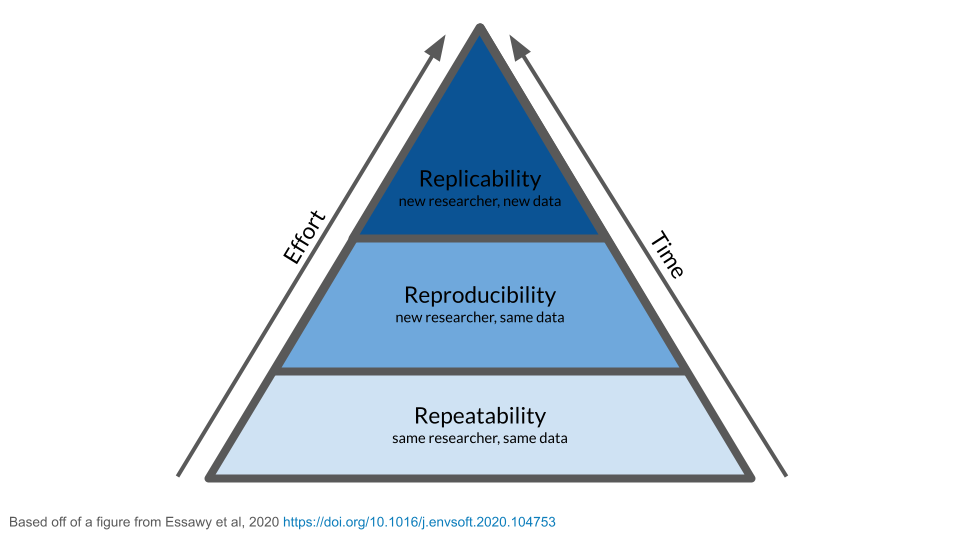 Replicability
new researcher, new data
Effort
Time
Reproducibility
new researcher, same data
Repeatability
same researcher, same data
Based off of a figure from Essawy et al, 2020 https://doi.org/10.1016/j.envsoft.2020.104753